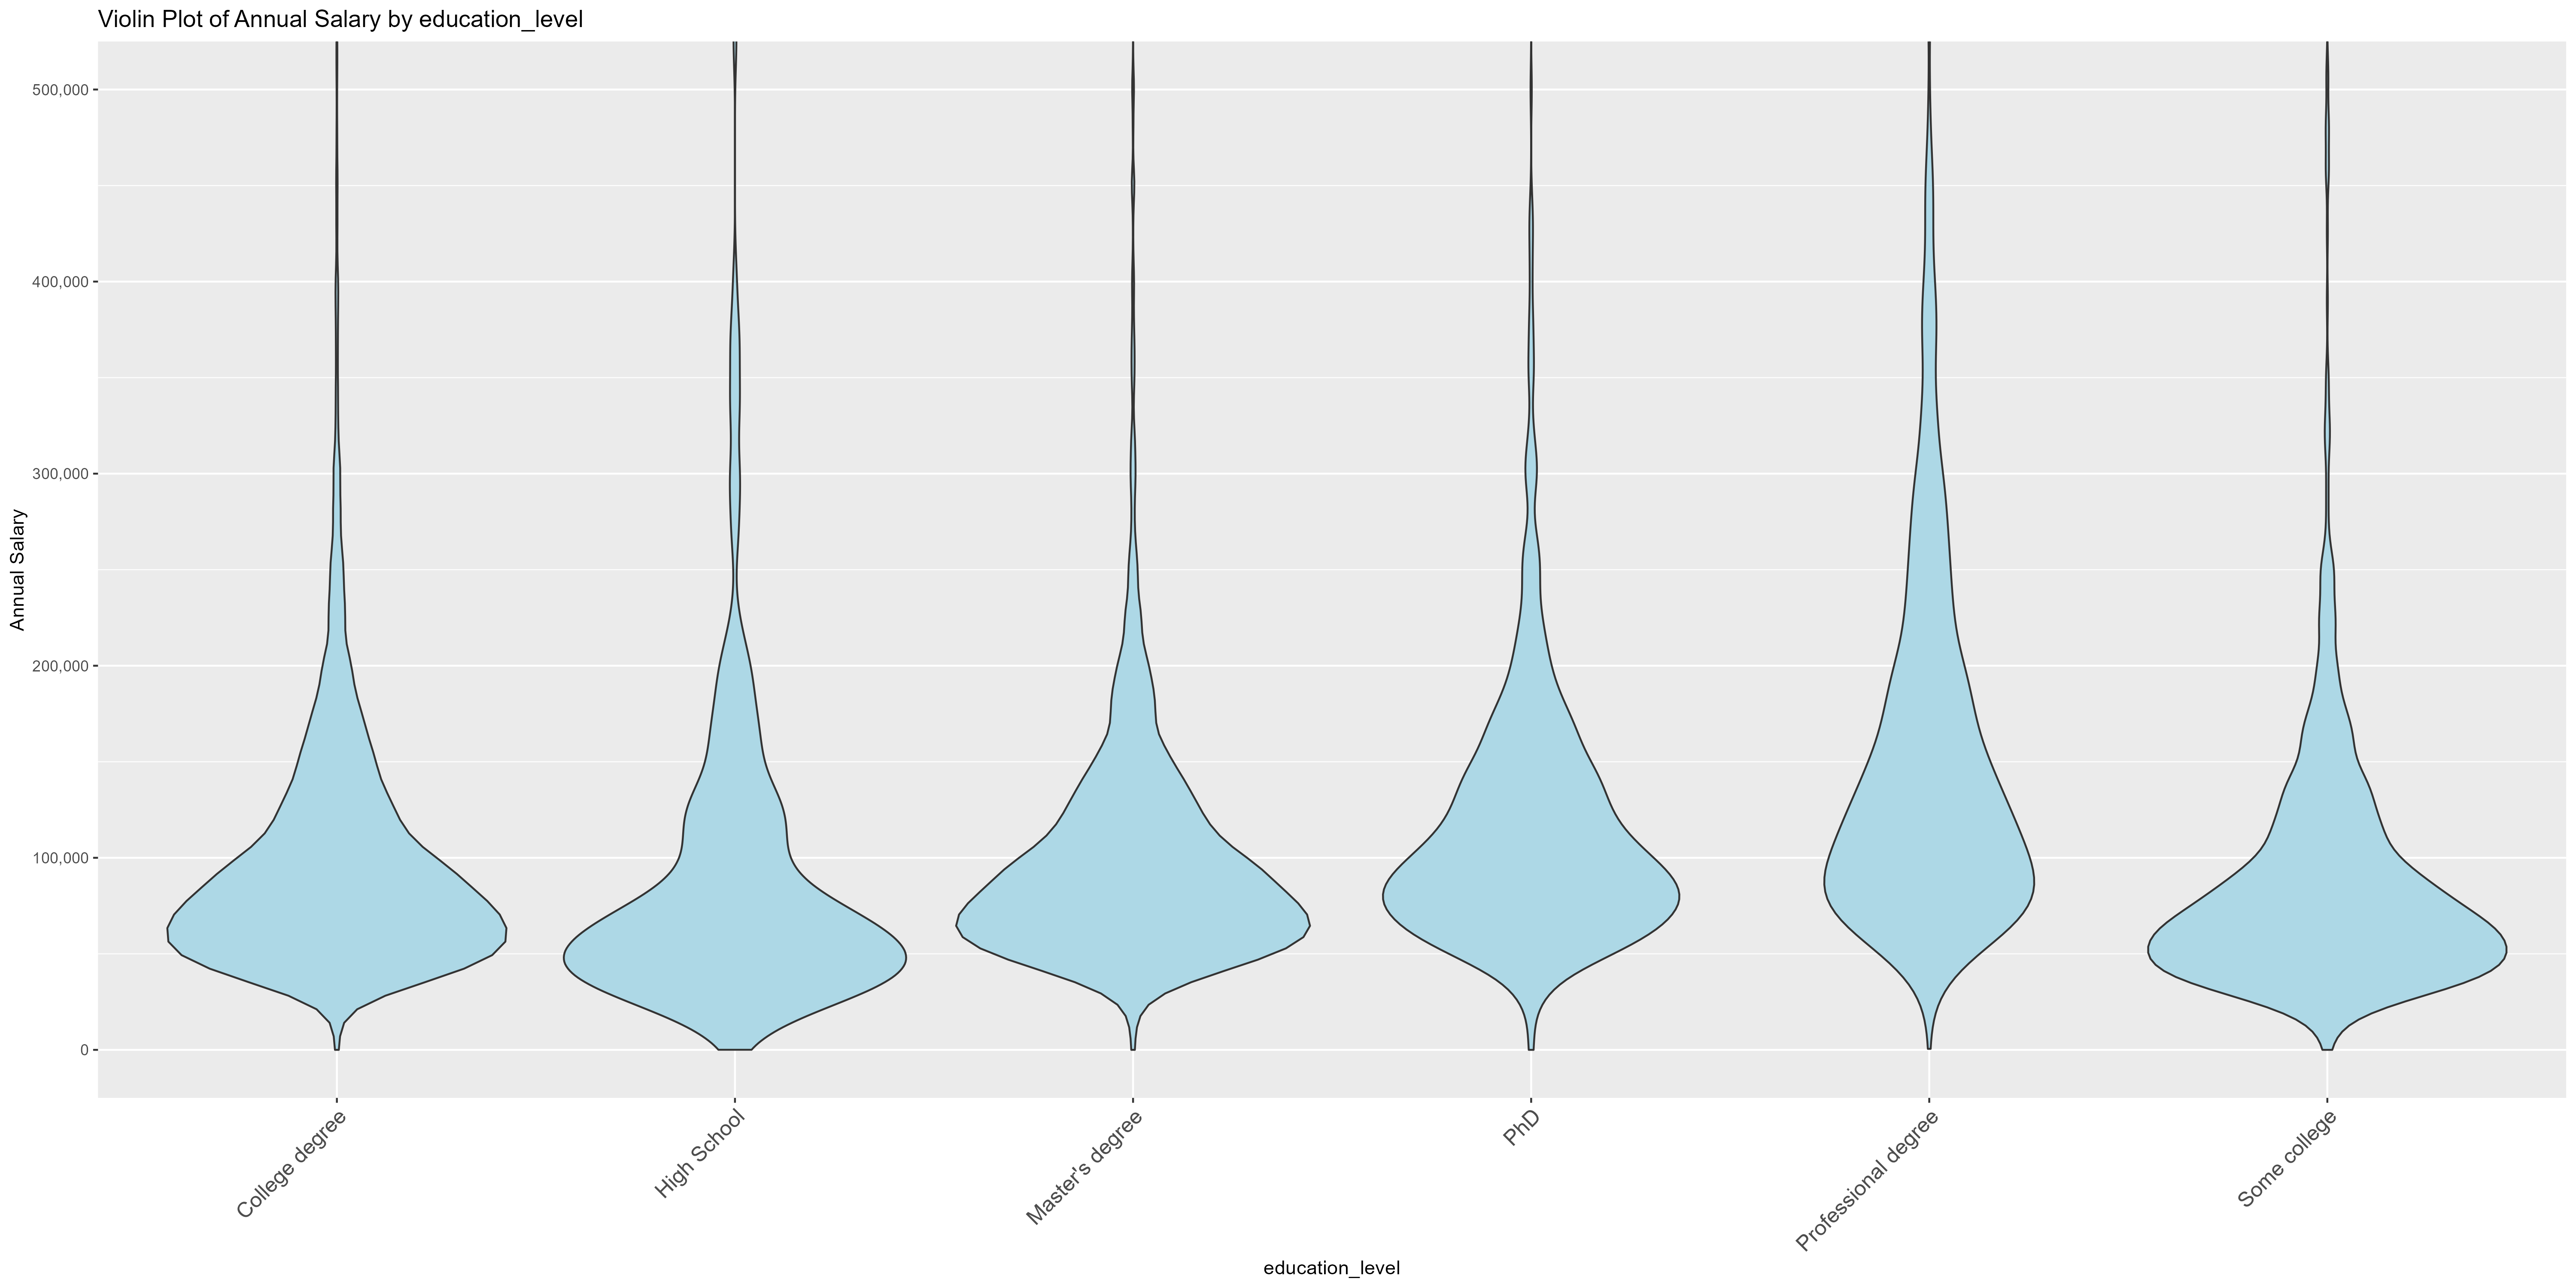 Violin Plot of Annual Salary by education_level
Annual Salary
500,000
400,000
300,000
200,000
100,000
0
College degree
High School
Master's degree
PhD
Professional degree
Some college
education_level